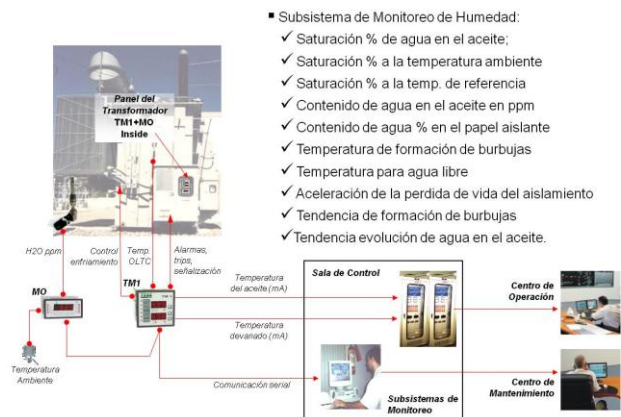 ▪ Subsistema de Monitoreo de Humedad:
✓ Saturación % de agua en el aceite;
✓ Saturación % a la temperatura ambiente
✓ Saturación % a la temp. de referencia
✓ Contenido de agua en el aceite en ppm
✓ Contenido de agua % en el papel aislante
✓ Temperatura de formación de burbujas
✓ Temperatura para agua libre
✓ Aceleración de la perdida de vida del aislamiento
✓ Tendencia de formación de burbujas
✓ Tendencia evolución de agua en el aceite.
Panel del
Transformador
TM1+MO
Inside
H2O ppm
Control
enfriamiento
Temp.
OLTC
Alarmas,
trips,
señalización
MO
TM1
Temperatura
Ambiente
Temperatura
del aceite (mA)
Temperatura
devanado (mA)
Comunicación serial
Sala de Control
Subsistemas de
Monitoreo
Centro de
Operación
Centro de
Mantenimiento